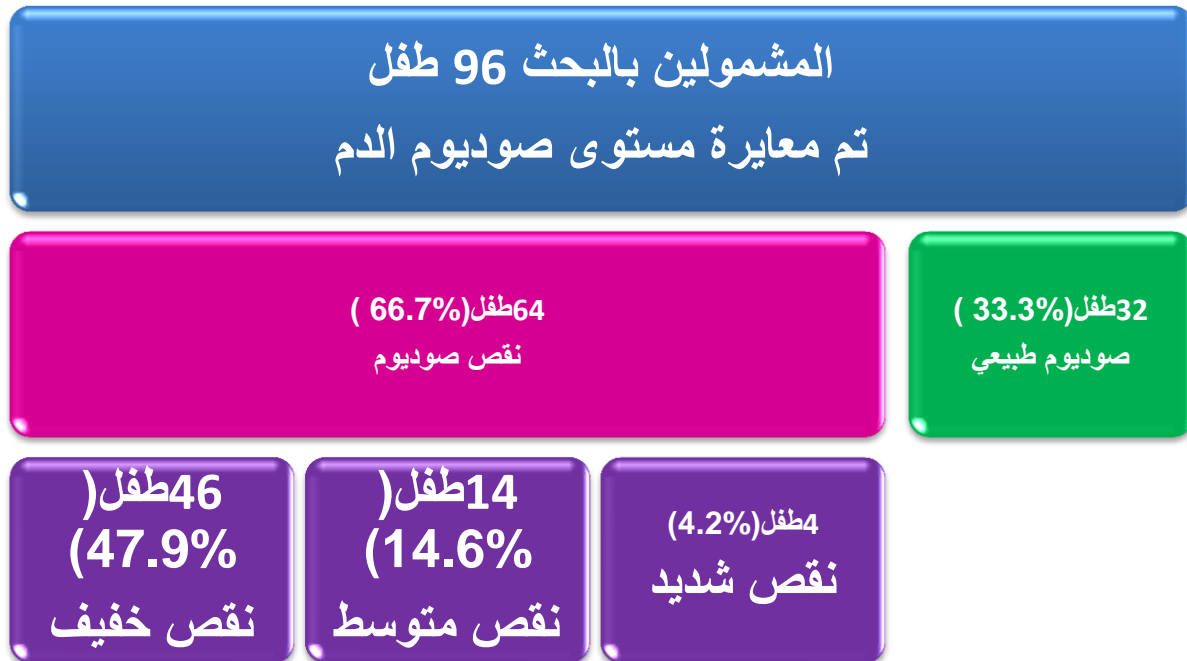 المشمولين بالبحث 96 طفل
تم معايرة مستوى صوديوم الدم
32طفل(33.3% )
صوديوم طبيعي
64طفل(66.7% )
نقص صوديوم
4طفل(4.2%)
نقص شديد
14طفل(
14.6%)
نقص متوسط
46طفل(
47.9%)
نقص خفيف